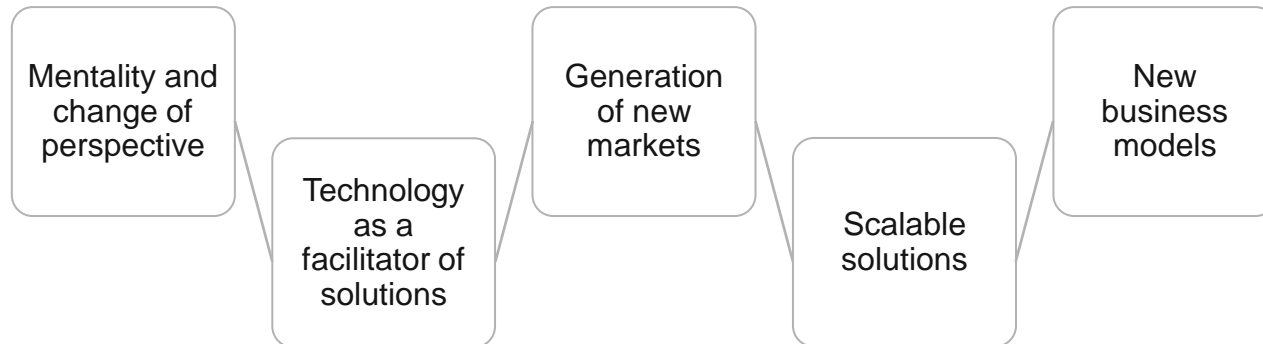 Mentality and
change of
perspective
Technology
as a
facilitator of
solutions
Generation
of new
markets
Scalable
solutions
New
business
models